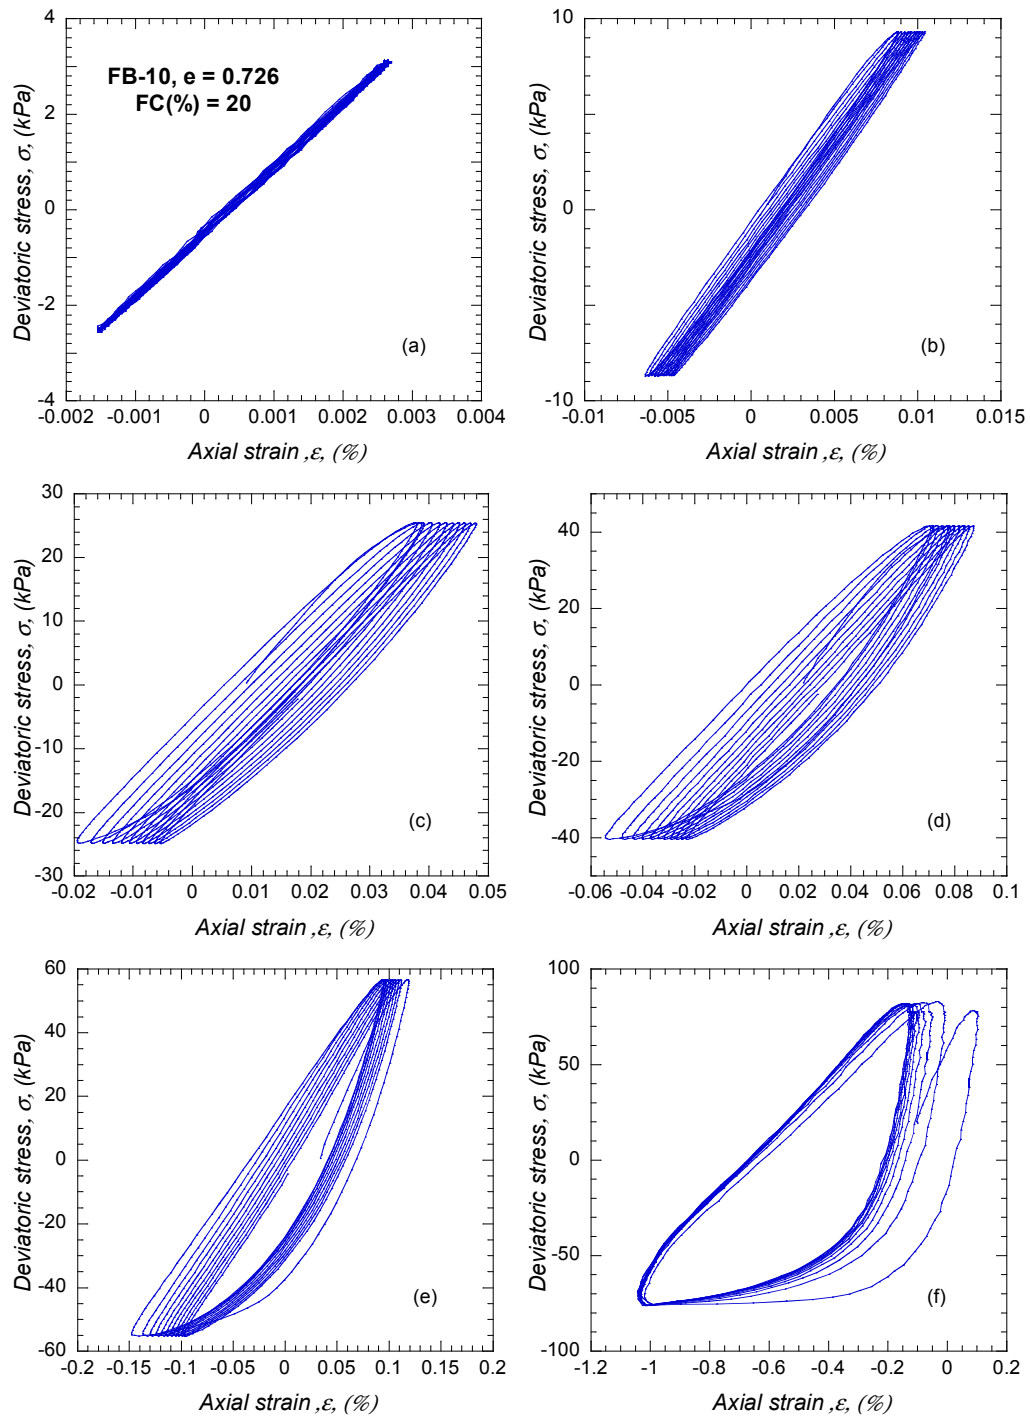 4
2
0
-2
-4
Deviatoric stress, σ, (kPa)
FB-10, e = 0.726
FC(%) = 20
(a)
-0.002 -0.001 0 0.001 0.002 0.003 0.004
Axial strain ,ε, (%)
10
5
0
-5
-10
Deviatoric stress, σ, (kPa)
(b)
-0.01 -0.005 0 0.005 0.01 0.015
Axial strain ,ε, (%)
30
20
10
0
-10
-20
-30
Deviatoric stress, σ, (kPa)
(c)
-0.02 -0.01 0 0.01 0.02 0.03 0.04 0.05
Axial strain ,ε, (%)
40
20
0
-20
-40
Deviatoric stress, σ, (kPa)
(d)
-0.06 -0.04 -0.02 0 0.02 0.04 0.06 0.08 0.1
Axial strain ,ε, (%)
60
40
20
0
-20
-40
-60
Deviatoric stress, σ, (kPa)
(e)
-0.2 -0.15 -0.1 -0.05 0 0.05 0.1 0.15 0.2
Axial strain ,ε, (%)
100
50
0
-50
-100
Deviatoric stress, σ, (kPa)
(f)
-1.2 -1 -0.8 -0.6 -0.4 -0.2 0 0.2
Axial strain ,ε, (%)